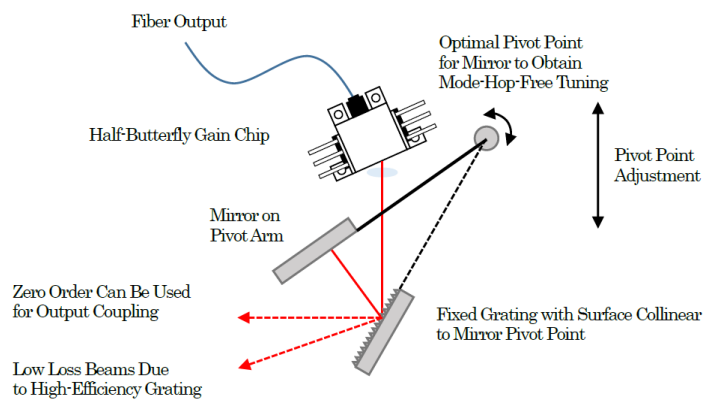 Fiber Output
Optimal Pivot Point
for Mirror to Obtain
Mode-Hop-Free Tuning
Half-Butterfly Gain Chip
Pivot Point
Adjustment
Mirror on
Pivot Arm
Zero Order Can Be Used
for Output Coupling
Fixed Grating with Surface Collinear
to Mirror Pivot Point
Low Loss Beams Due
to High-Efficiency Grating